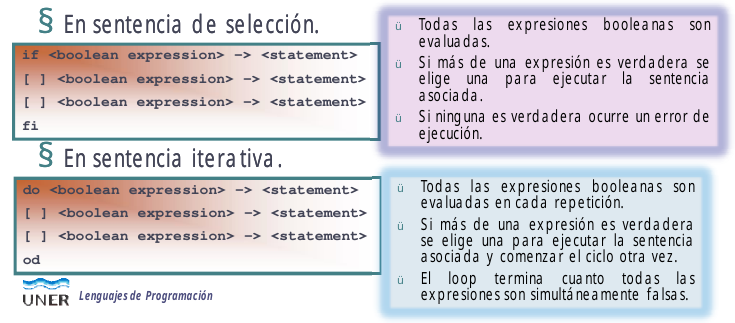 § En sentencia de selección.
if <boolean expression> –> <statement>
[ ] <boolean expression> –> <statement>
[ ] <boolean expression> –> <statement>
fi
ü Todas las expresiones booleanas son
evaluadas.
ü Si más de una expresión es verdadera se
elige una para ejecutar la sentencia
asociada.
ü Si ninguna es verdadera ocurre un error de
ejecución.
§ En sentencia iterativa.
do <boolean expression> –> <statement>
[ ] <boolean expression> –> <statement>
[ ] <boolean expression> –> <statement>
od
ü Todas las expresiones booleanas son
evaluadas en cada repetición.
ü Si más de una expresión es verdadera
se elige una para ejecutar la sentencia
asociada y comenzar el ciclo otra vez.
ü El loop termina cuanto todas las
expresiones son simultáneamente falsas.
UNER Lenguajes de Programación